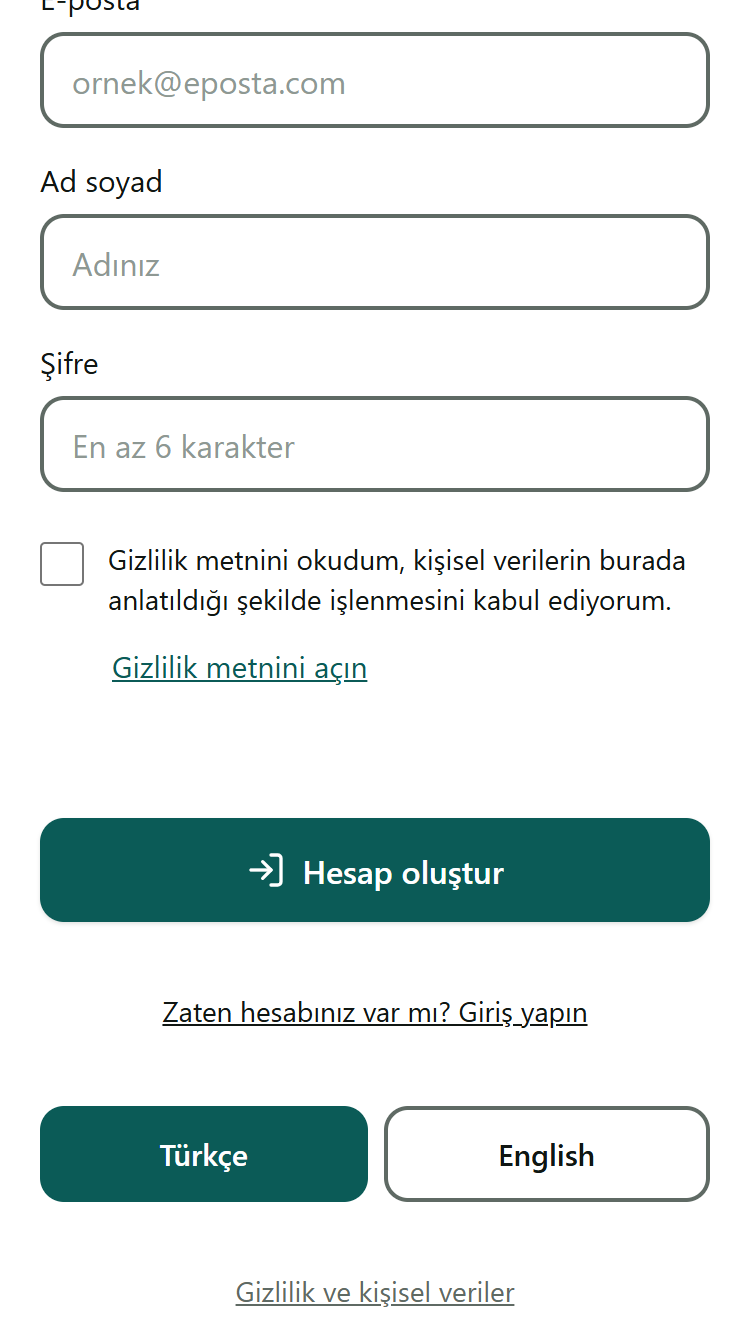 E-posta
ornek@eposta.com
Ad soyad
Adınız
Şifre
En az 6 karakter
Gizlilik metnini okudum, kişisel verilerin burada
anlatıldığı şekilde işlenmesini kabul ediyorum.
Gizlilik metnini açın
Hesap oluştur
Zaten hesabınız var mı? Giriş yapın
Türkçe
English
Gizlilik ve kişisel veriler